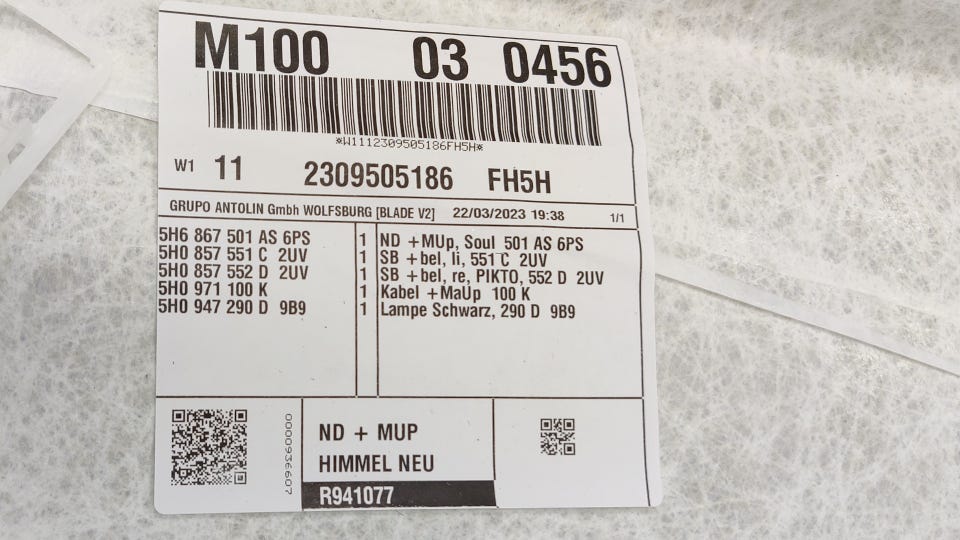 M100 03 0456
*W1112309505186FH5H*
W1 11 2309505186 FH5H
GRUPO ANTOLIN Gmbh WOLFSBURG [BLADE V2] 22/03/2023 19:38 1/1
5H6 867 501 AS 6PS 1 ND +MUp, Soul 501 AS 6PS
5H0 857 551 C 2UV 1 SB +bel, li, 551 C 2UV
5H0 857 552 D 2UV 1 SB +bel, re, PIKTO, 552 D 2UV
5H0 971 100 K 1 Kabel +MaUp 100 K
5H0 947 290 D 9B9 1 Lampe Schwarz, 290 D 9B9
0000936607
ND + MUP
HIMMEL NEU
R941077